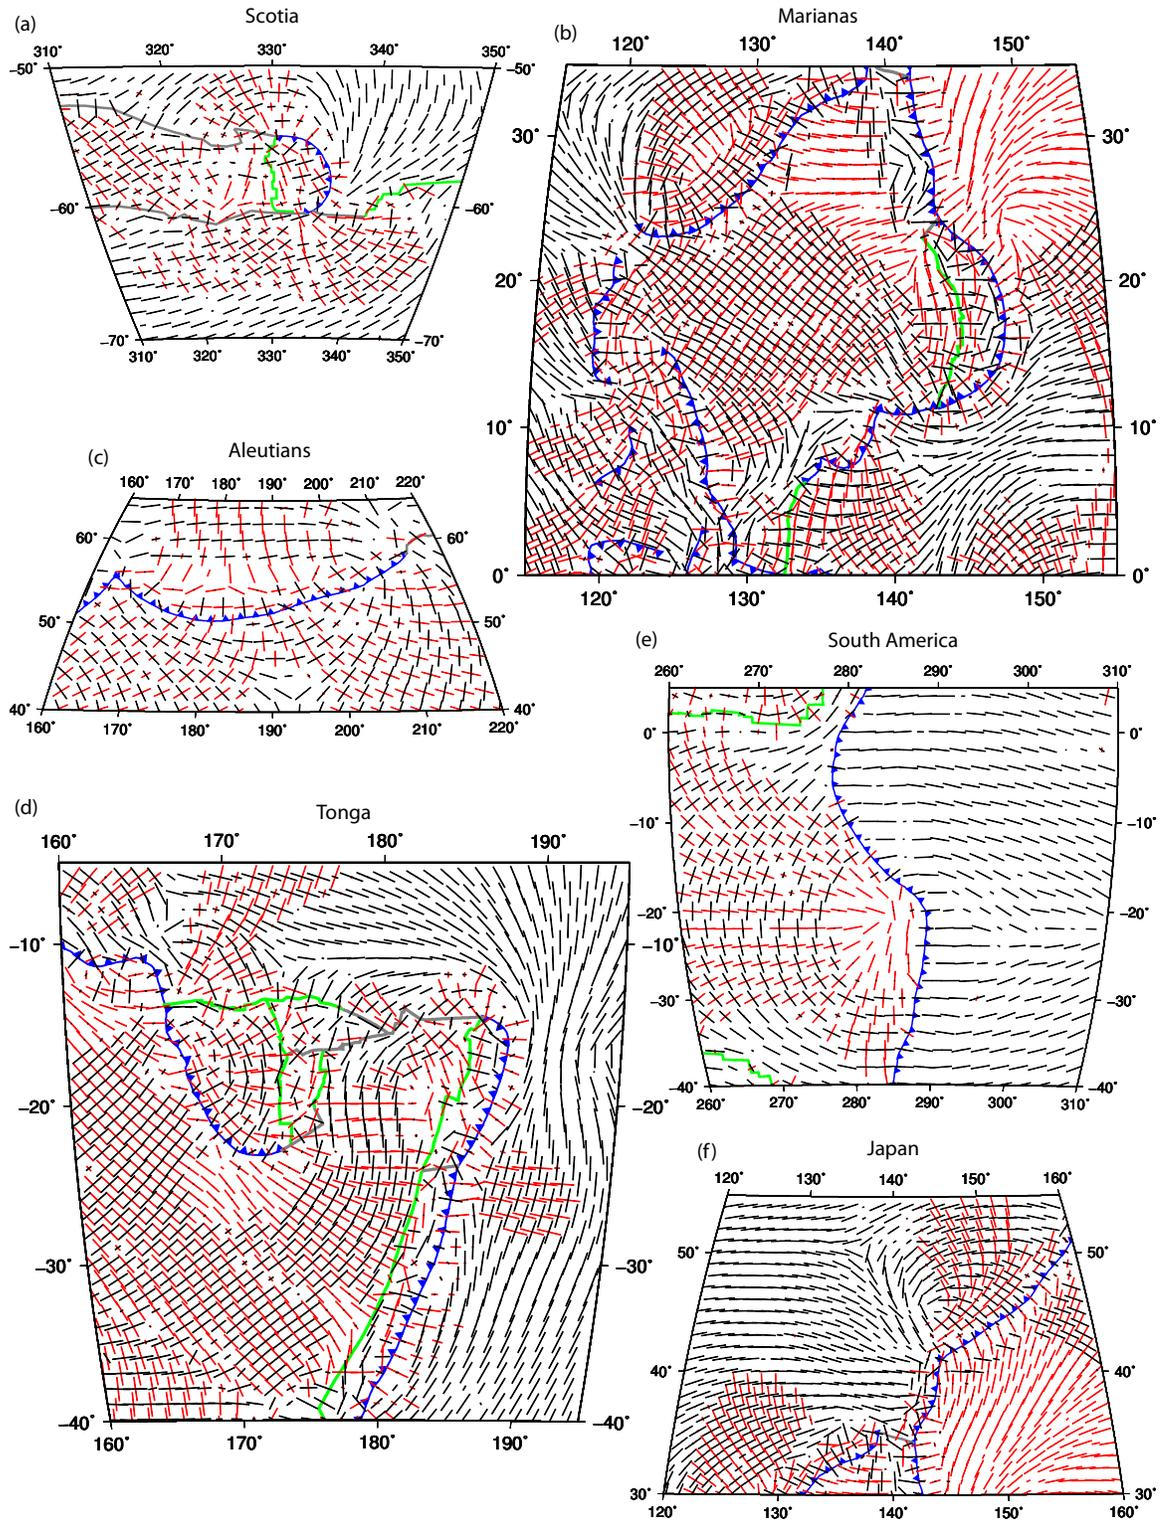 (a)
Scotia
310˚ 320˚ 330˚ 340˚ 350˚
−50˚ −50˚
−60˚ −60˚
−70˚ −70˚
310˚ 320˚ 330˚ 340˚ 350˚
(b)
Marianas
120˚ 130˚ 140˚ 150˚
30˚ 30˚
20˚ 20˚
10˚ 10˚
0˚ 0˚
120˚ 130˚ 140˚ 150˚
(c)
Aleutians
160˚ 170˚ 180˚ 190˚ 200˚ 210˚ 220˚
60˚ 60˚
50˚ 50˚
40˚ 40˚
160˚ 170˚ 180˚ 190˚ 200˚ 210˚ 220˚
(d)
Tonga
160˚ 170˚ 180˚ 190˚
−10˚ −10˚
−20˚ −20˚
−30˚ −30˚
−40˚ −40˚
160˚ 170˚ 180˚ 190˚
(e)
South America
260˚ 270˚ 280˚ 290˚ 300˚ 310˚
0˚ 0˚
−10˚ −10˚
−20˚ −20˚
−30˚ −30˚
−40˚ −40˚
260˚ 270˚ 280˚ 290˚ 300˚ 310˚
(f)
Japan
120˚ 130˚ 140˚ 150˚ 160˚
50˚ 50˚
40˚ 40˚
30˚ 30˚
120˚ 130˚ 140˚ 150˚ 160˚